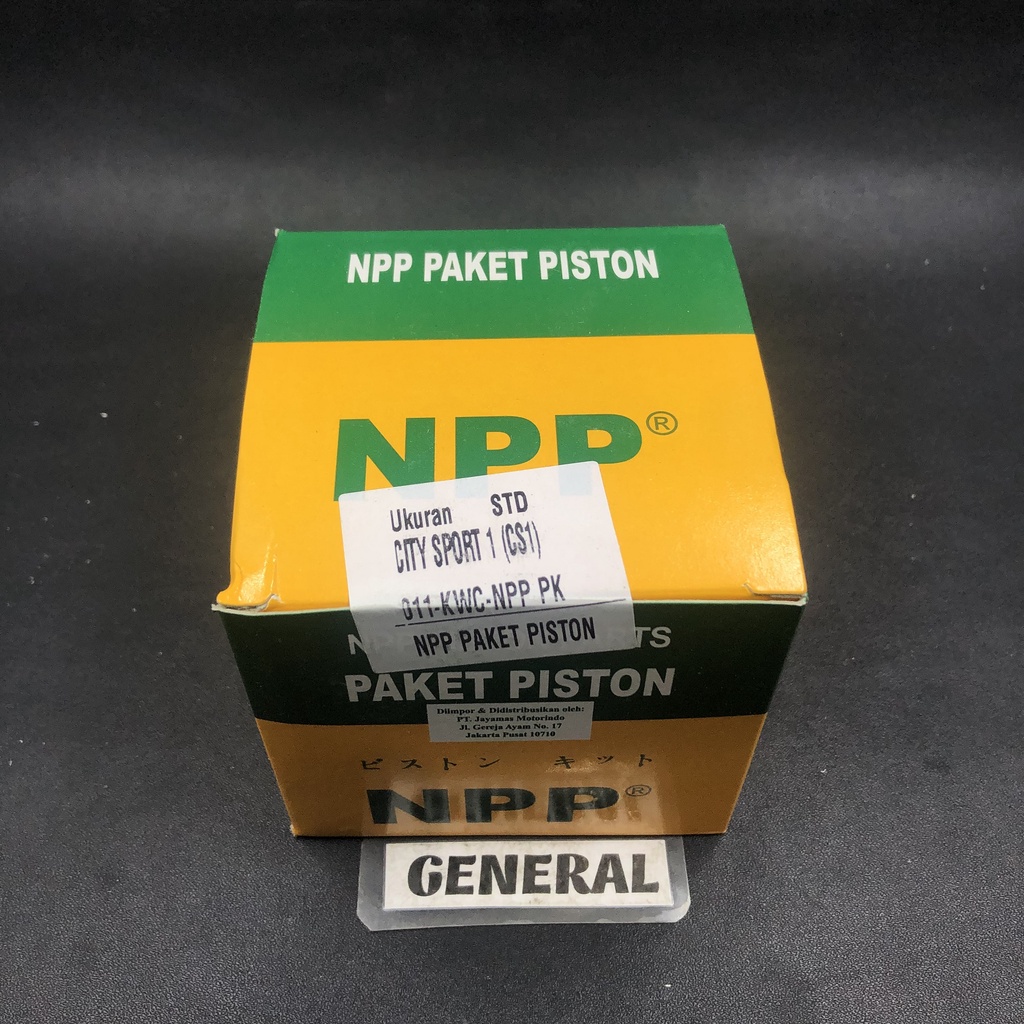 NPP PAKET PISTON
NPP®
Ukuran STD
CITY SPORT 1 (CS1)
011-KWC-NPP PK
NPP PAKET PISTON
PAKET PISTON
Diimpor & Didistribusikan oleh:
PT. Jayamas Motorindo
Jl. Gereja Ayam No. 17
Jakarta Pusat 10710
ピストン キット
NPP®
GENERAL